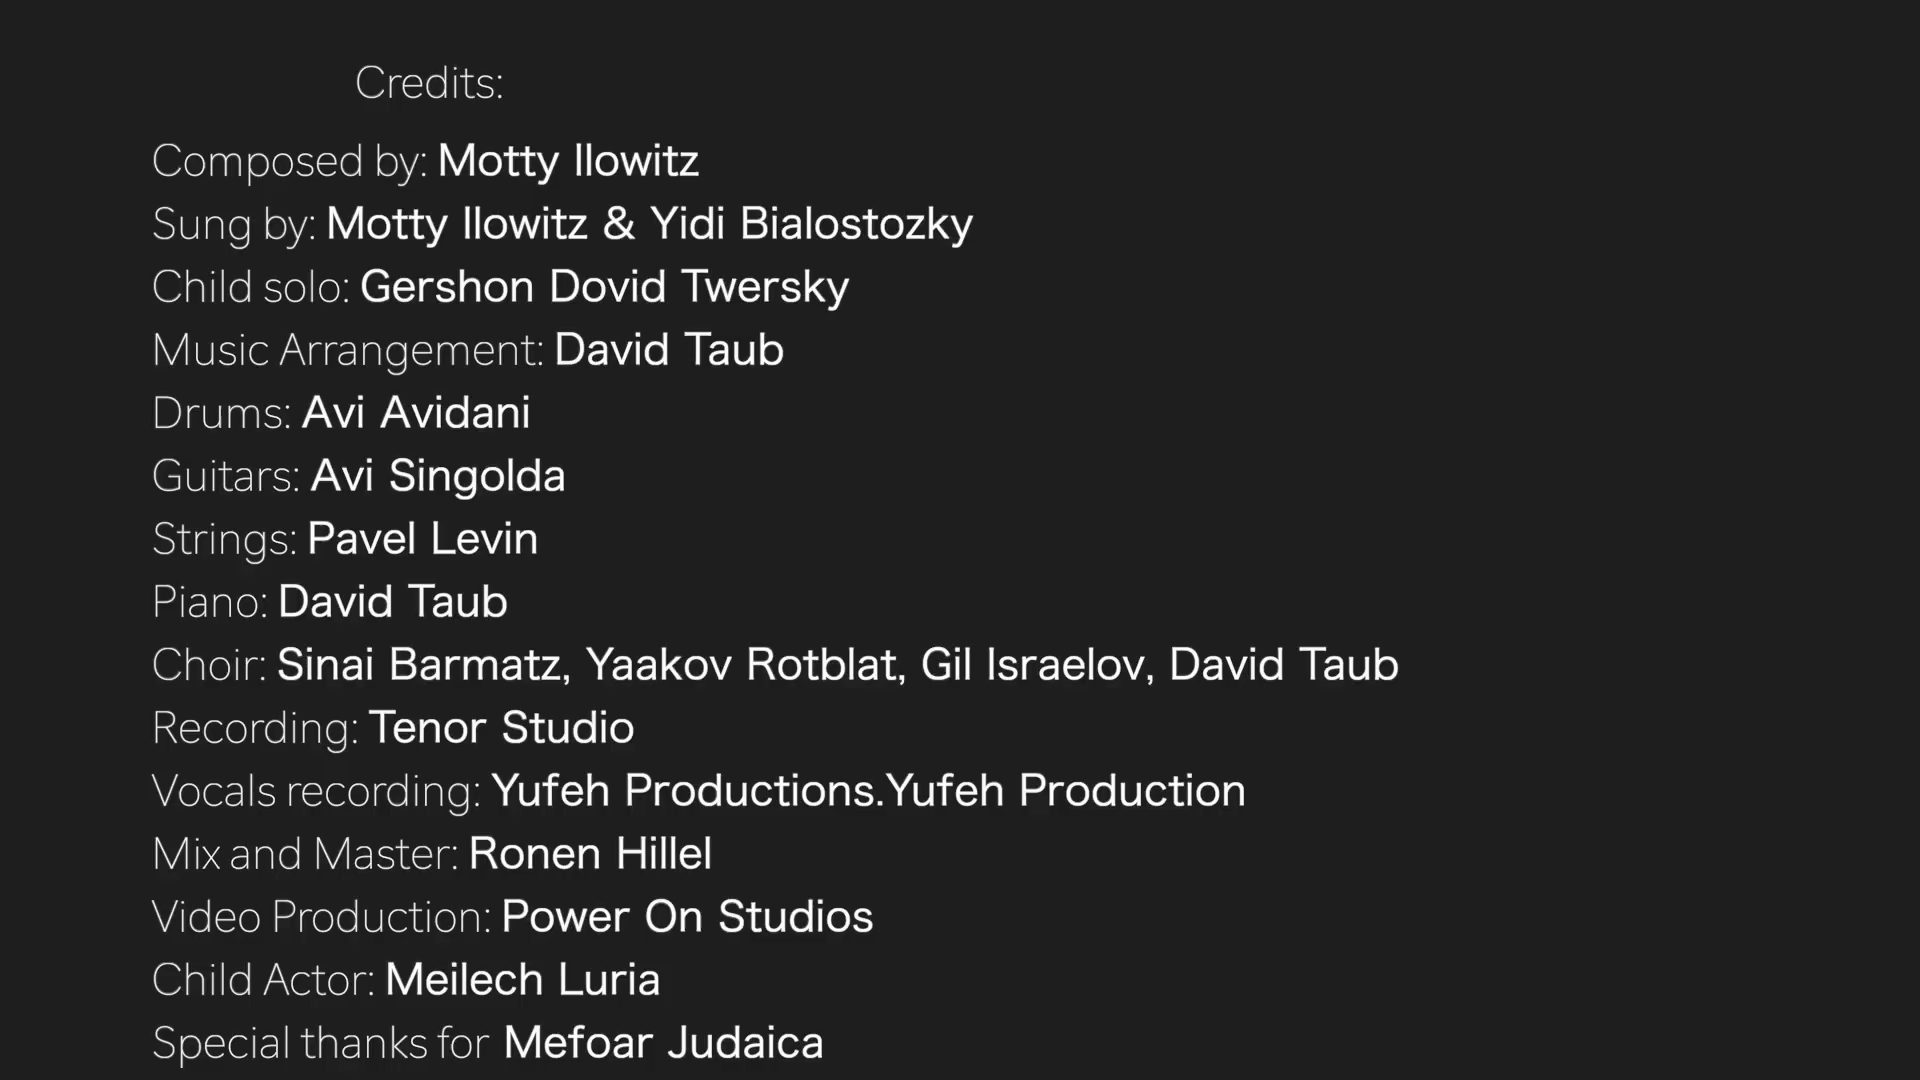 Credits:
Composed by: Motty Ilowitz
Sung by: Motty Ilowitz & Yidi Bialostozky
Child solo: Gershon Dovid Twersky
Music Arrangement: David Taub
Drums: Avi Avidani
Guitars: Avi Singolda
Strings: Pavel Levin
Piano: David Taub
Choir: Sinai Barmatz, Yaakov Rotblat, Gil Israelov, David Taub
Recording: Tenor Studio
Vocals recording: Yufeh Productions.Yufeh Production
Mix and Master: Ronen Hillel
Video Production: Power On Studios
Child Actor: Meilech Luria
Special thanks for Mefoar Judaica